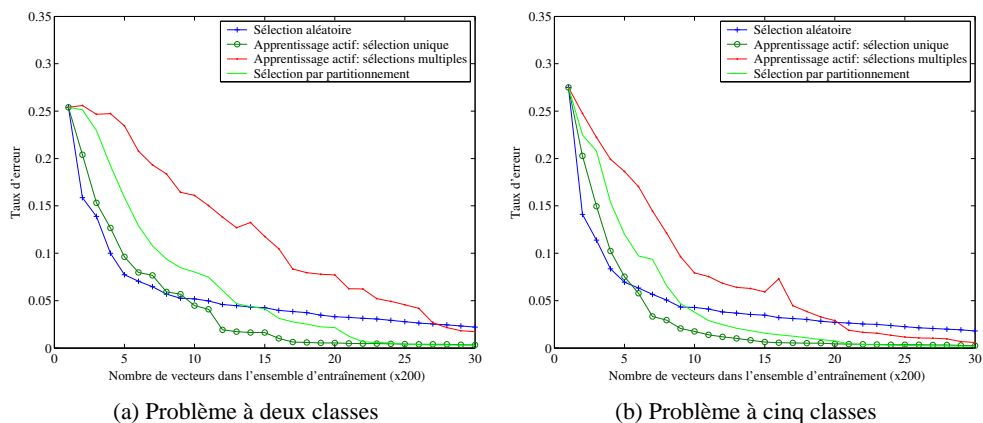 0.35
0.3
0.25
0.2
0.15
0.1
0.05
0
Taux d'erreur
Sélection aléatoire
Apprentissage actif: sélection unique
Apprentissage actif: sélections multiples
Sélection par partitionnement
0 5 10 15 20 25 30
Nombre de vecteurs dans l'ensemble d'entraînement (x200)
(a) Problème à deux classes
0.35
0.3
0.25
0.2
0.15
0.1
0.05
0
Taux d'erreur
Sélection aléatoire
Apprentissage actif: sélection unique
Apprentissage actif: sélections multiples
Sélection par partitionnement
0 5 10 15 20 25 30
Nombre de vecteurs dans l'ensemble d'entraînement (x200)
(b) Problème à cinq classes